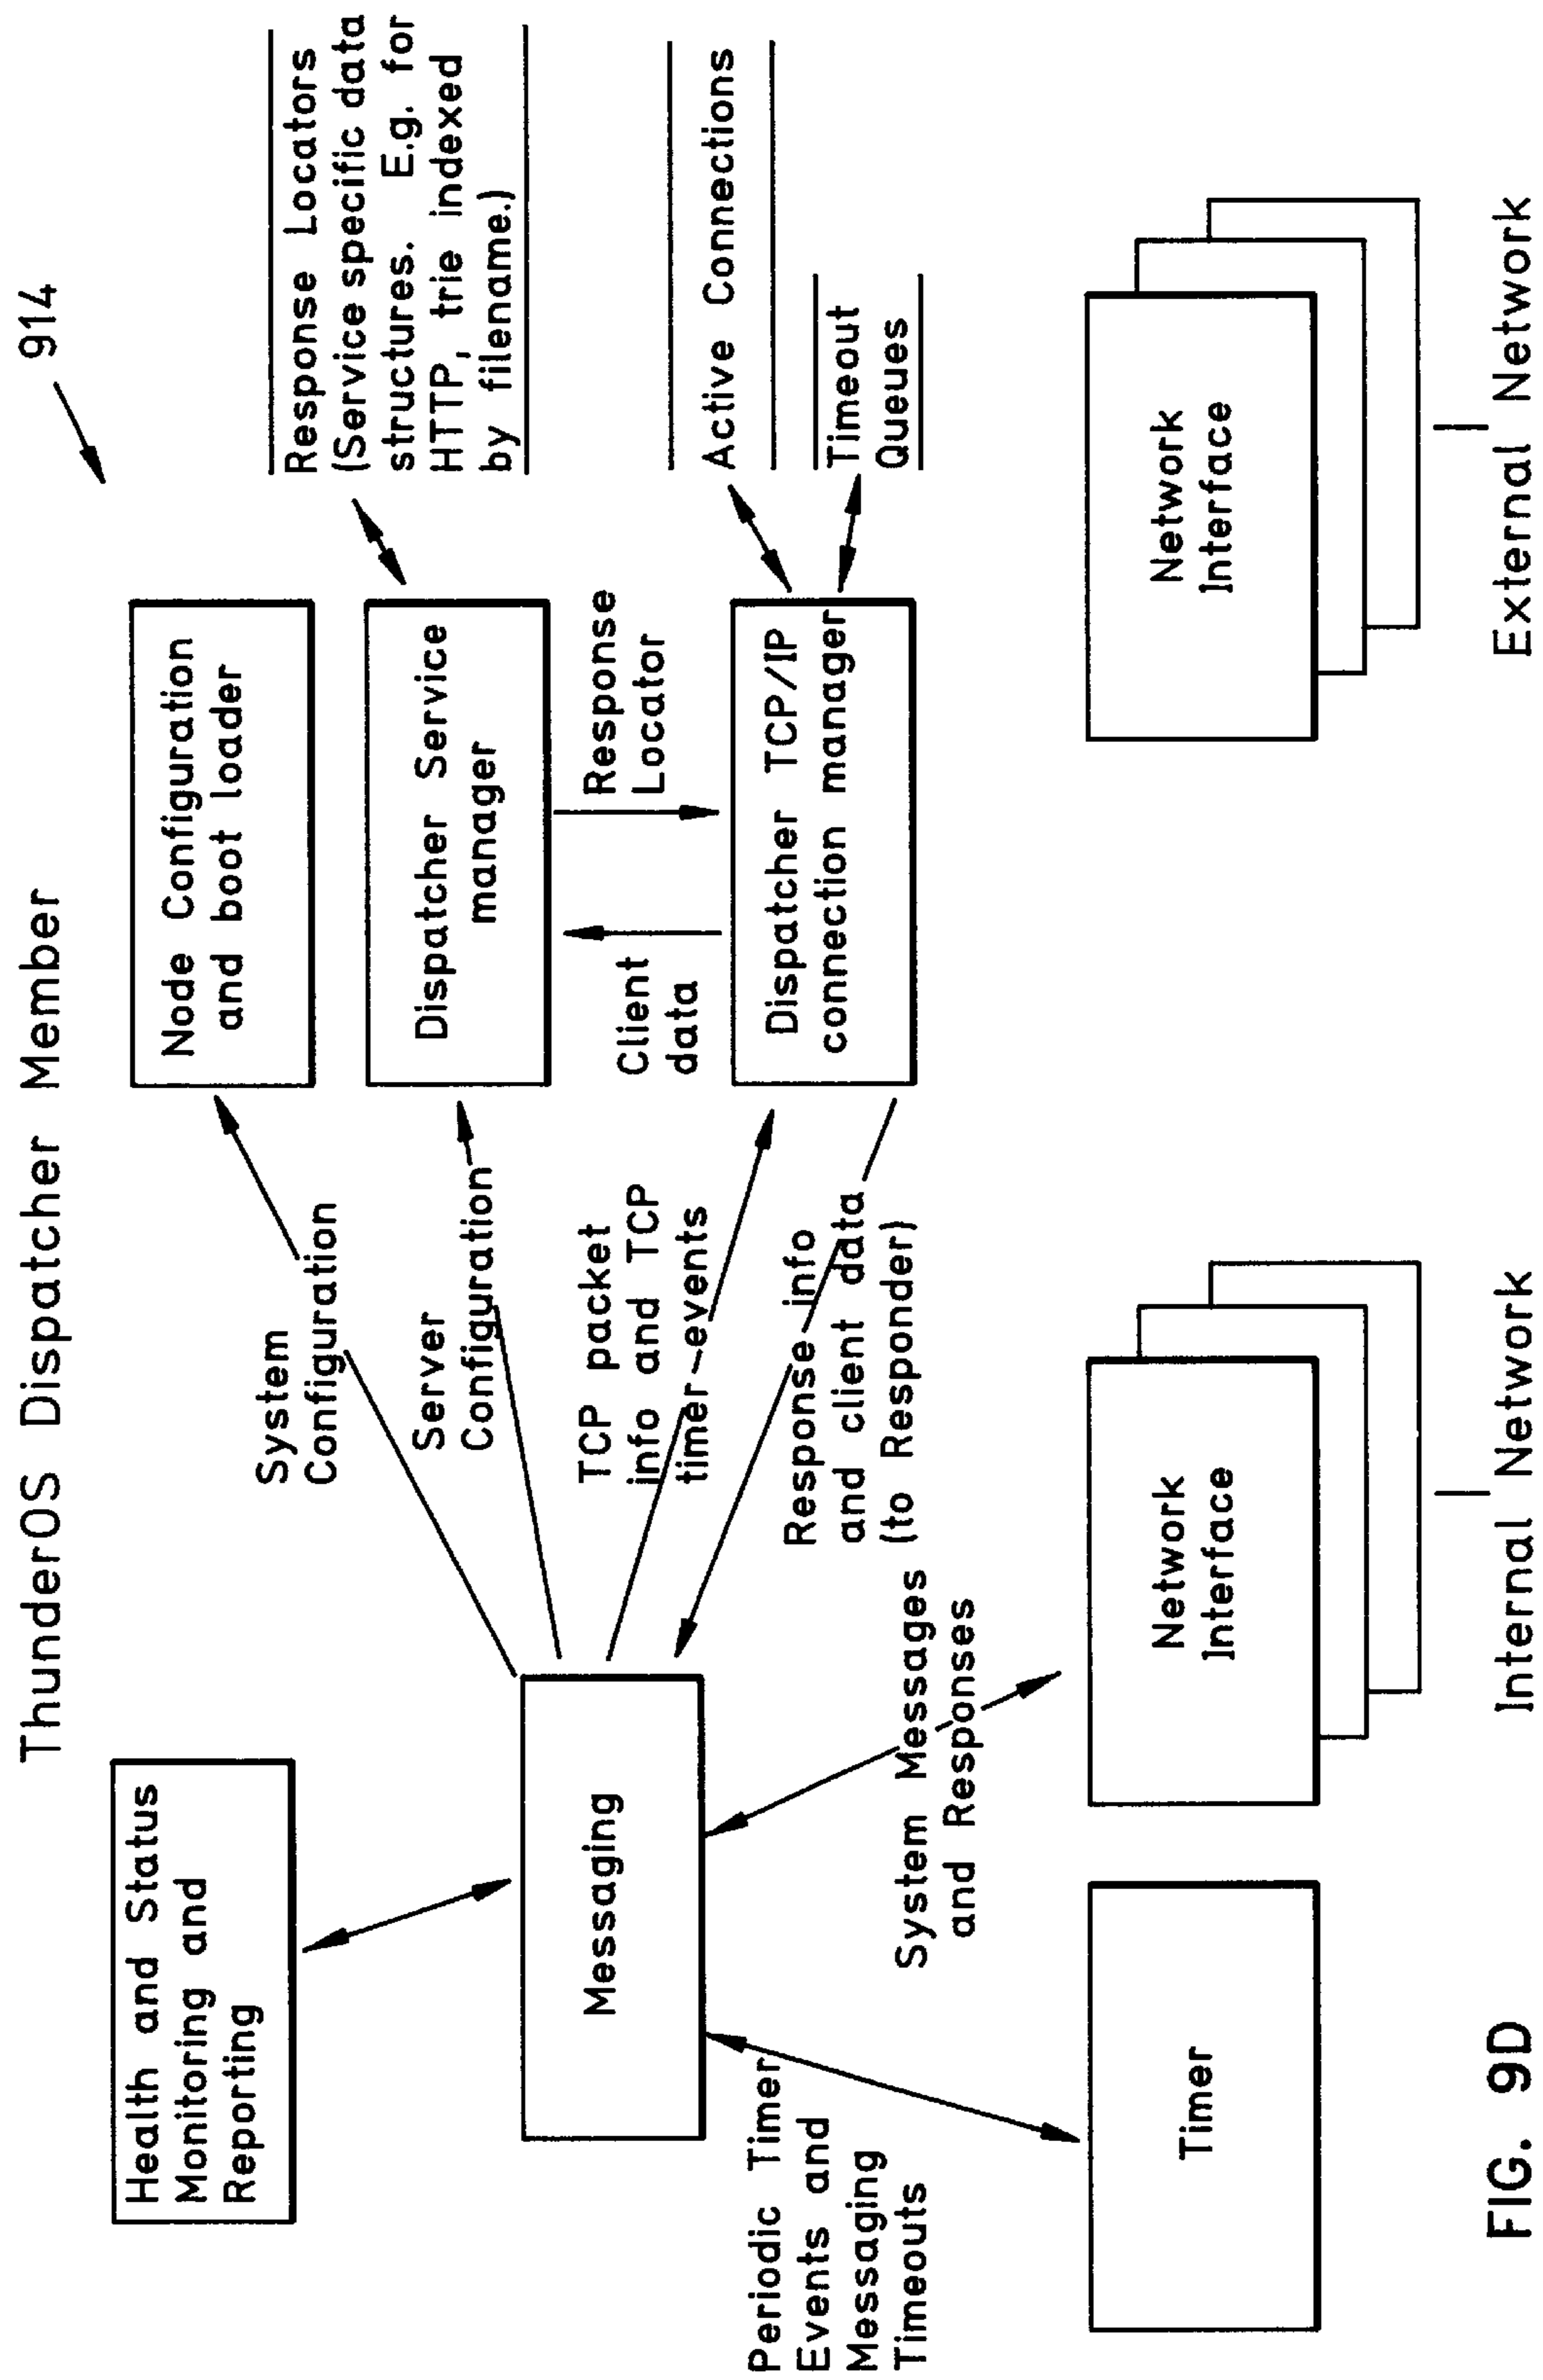 ThunderOS Dispatcher Member
914
Health and Status
Monitoring and
Reporting
Node Configuration
and boot loader
System
Configuration
Response Locators
(Service specific data
structures. E.g. for
HTTP, trie indexed
by filename.)
Server
Configuration
Dispatcher Service
manager
Messaging
TCP packet
info and TCP
timer events
Client
data
Response
Locator
Active Connections
Response info
and client data
(to Responder)
Dispatcher TCP/IP
connection manager
Timeout
Queues
Periodic Timer
Events and
Messaging
Timeouts
System Messages
and Responses
Timer
Network
Interface
Network
Interface
Internal Network
External Network
FIG. 9D